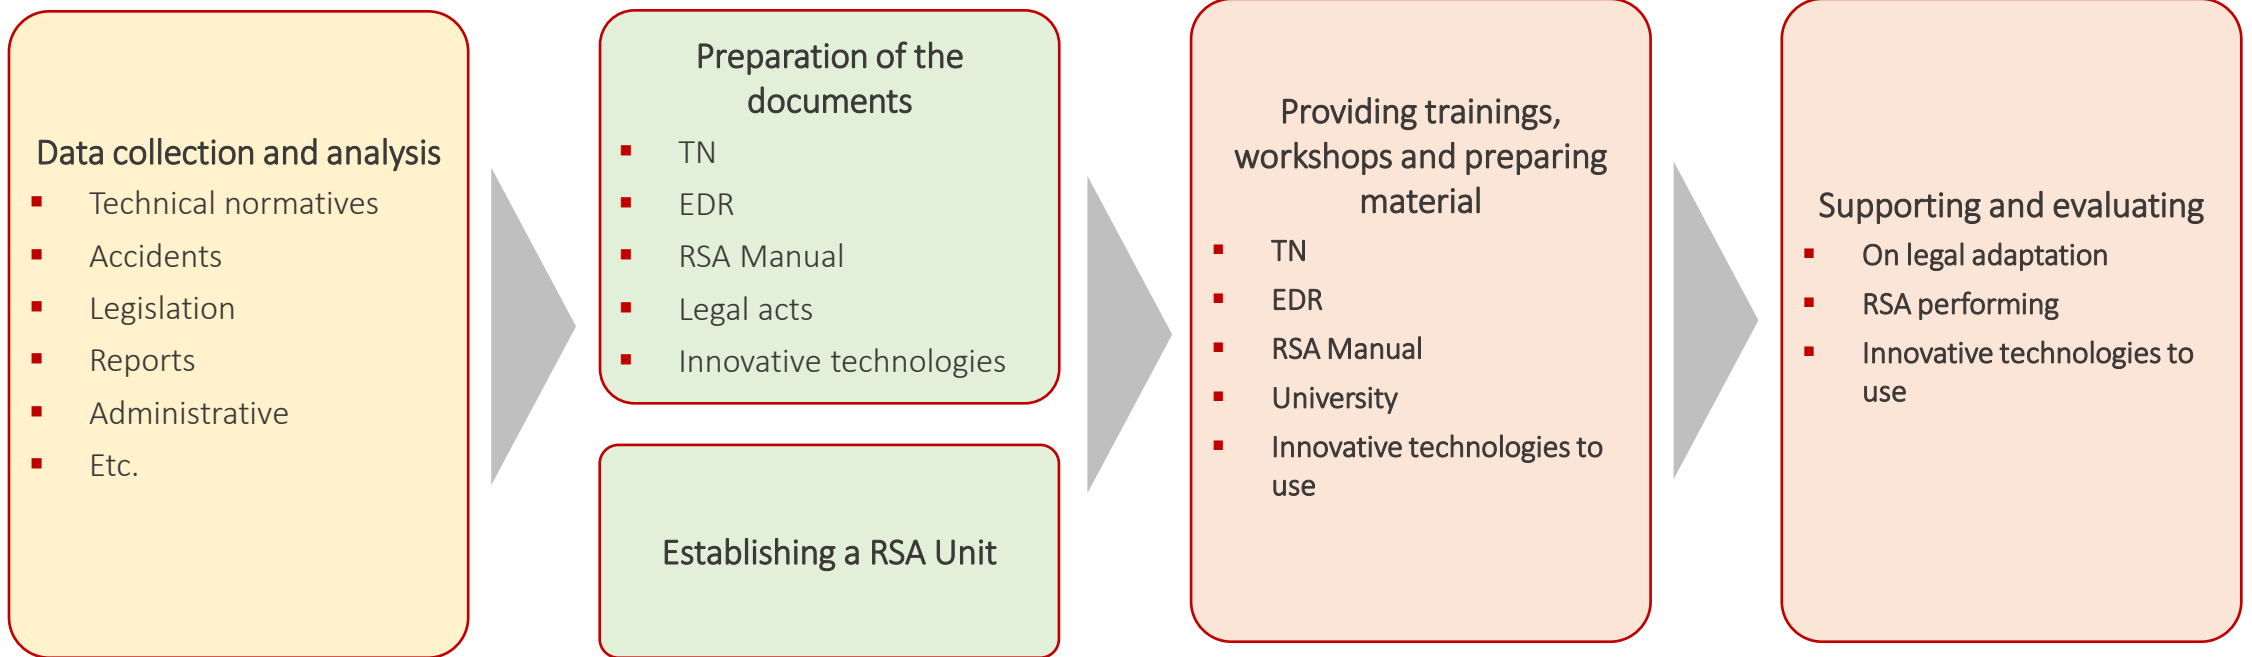 Data collection and analysis
Technical normatives
Accidents
Legislation
Reports
Administrative
Etc.
Preparation of the
documents
TN
EDR
RSA Manual
Legal acts
Innovative technologies
Establishing a RSA Unit
Providing trainings,
workshops and preparing
material
TN
EDR
RSA Manual
University
Innovative technologies to
use
Supporting and evaluating
On legal adaptation
RSA performing
Innovative technologies to
use